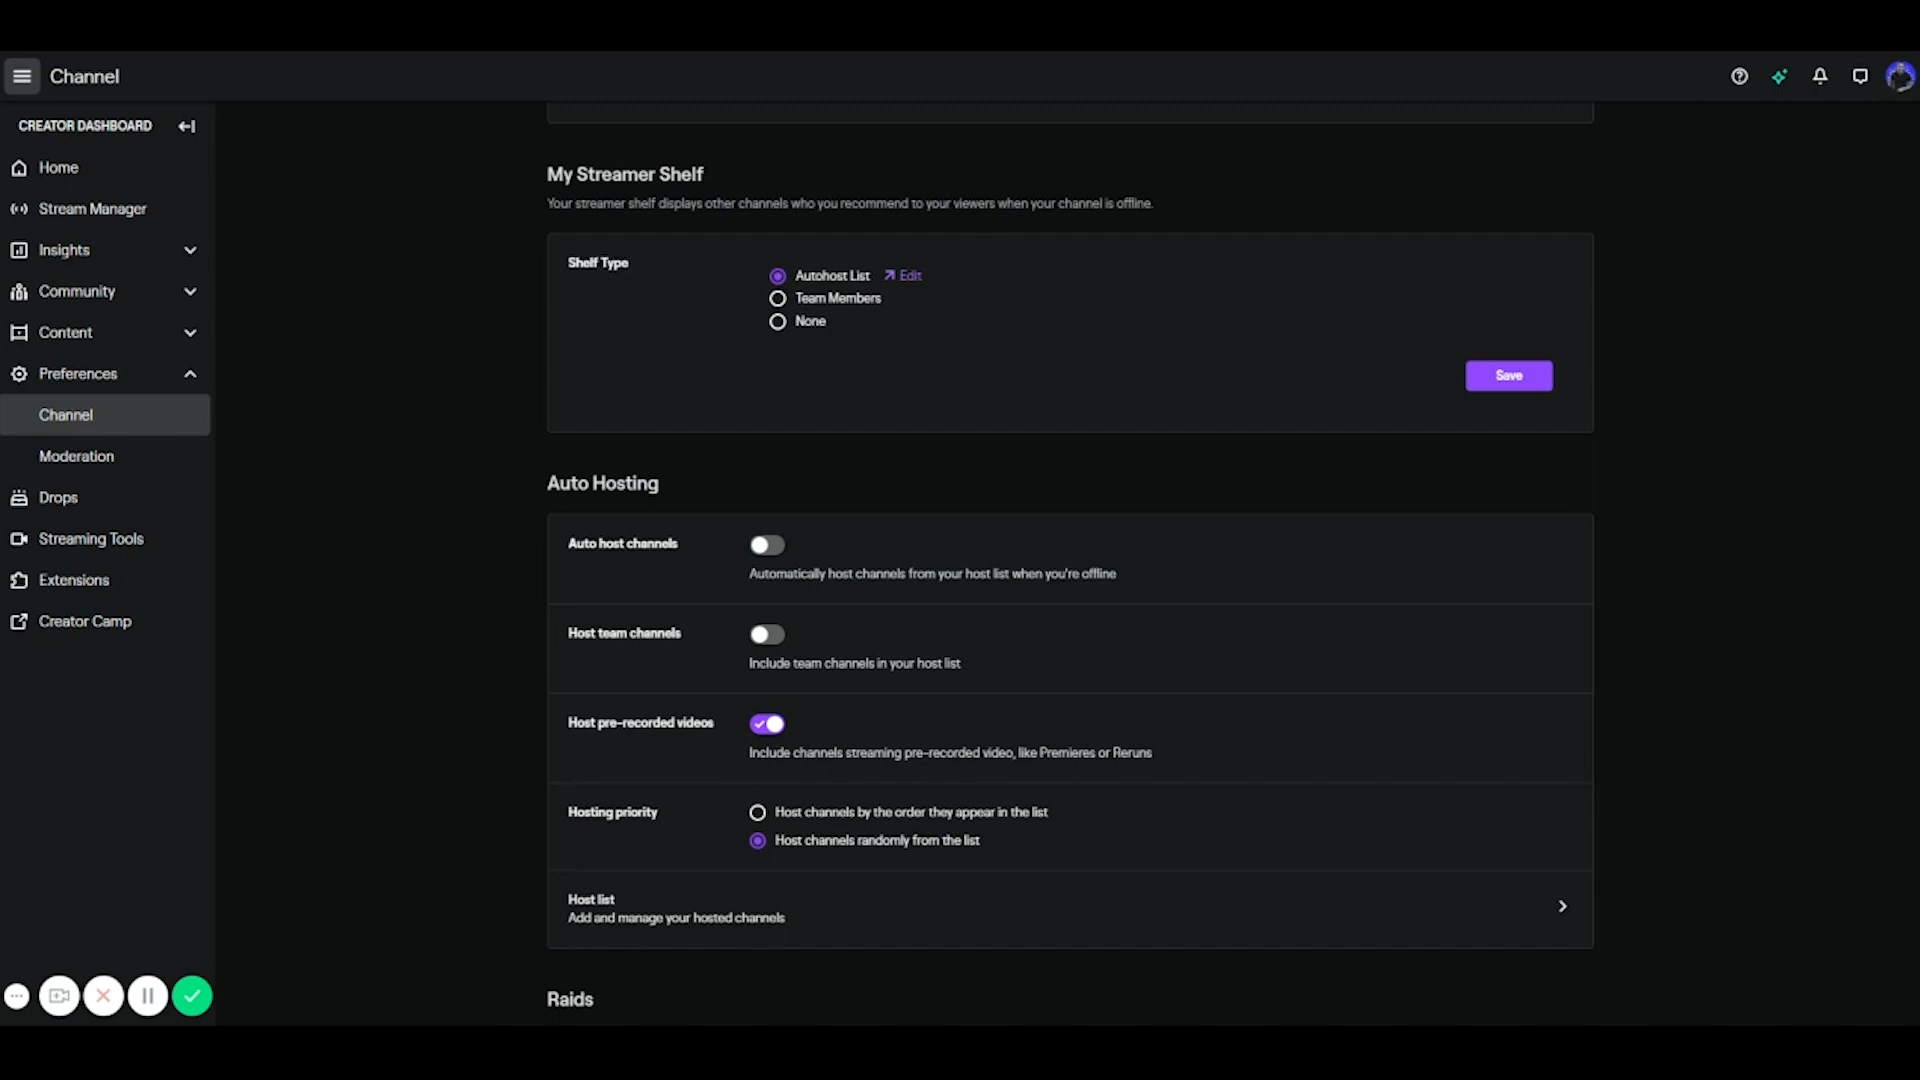 Channel
CREATOR DASHBOARD
Home
Stream Manager
Insights
Community
Content
Preferences
Channel
Moderation
Drops
Streaming Tools
Extensions
Creator Camp
My Streamer Shelf
Your streamer shelf displays other channels who you recommend to your viewers when your channel is offline.
Shelf Type
Autohost List Edit
Team Members
None
Save
Auto Hosting
Auto host channels
Automatically host channels from your host list when you're offline
Host team channels
Include team channels in your host list
Host pre-recorded videos
Include channels streaming pre-recorded video, like Premieres or Reruns
Hosting priority
Host channels by the order they appear in the list
Host channels randomly from the list
Host list
Add and manage your hosted channels
Raids